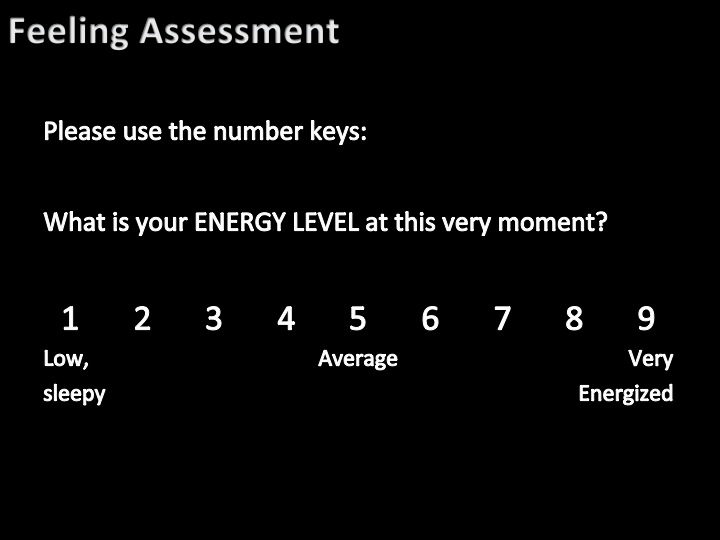 Feeling Assessment
Please use the number keys:
What is your ENERGY LEVEL at this very moment?
1 2 3 4 5 6 7 8 9
Low, Average Very
sleepy Energized